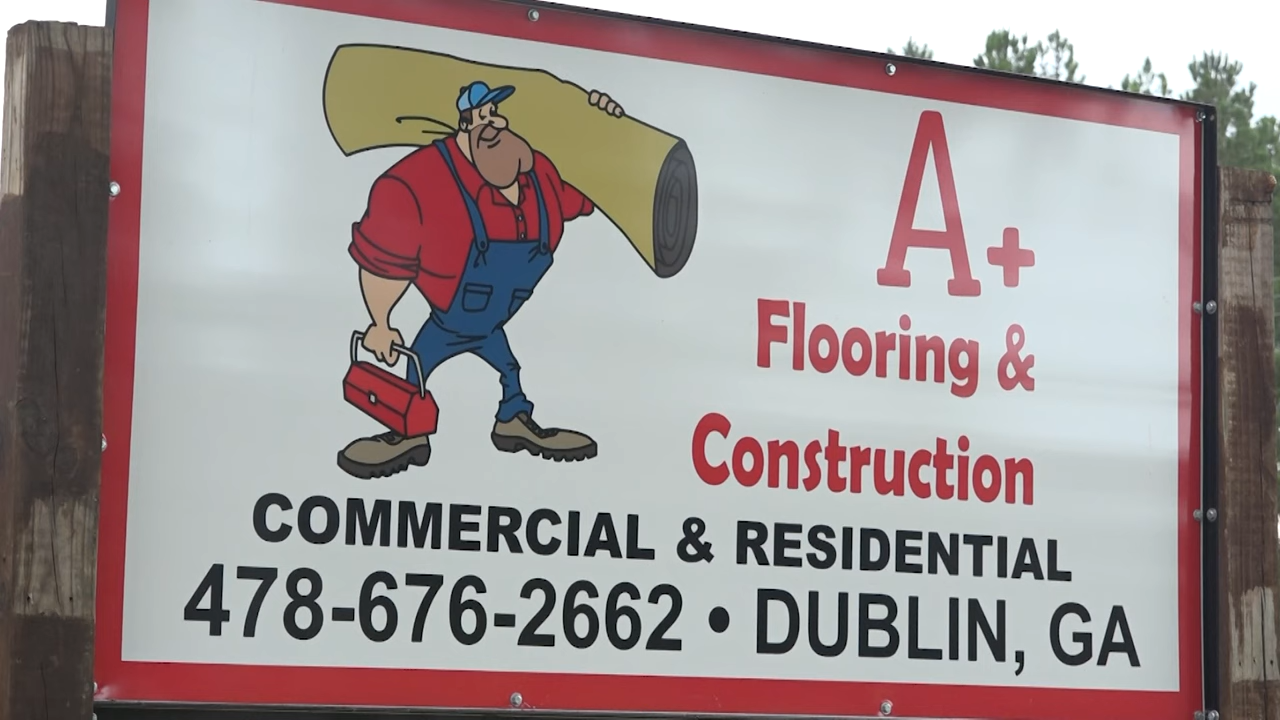 A+
Flooring &
Construction
COMMERCIAL & RESIDENTIAL
478-676-2662 • DUBLIN, GA